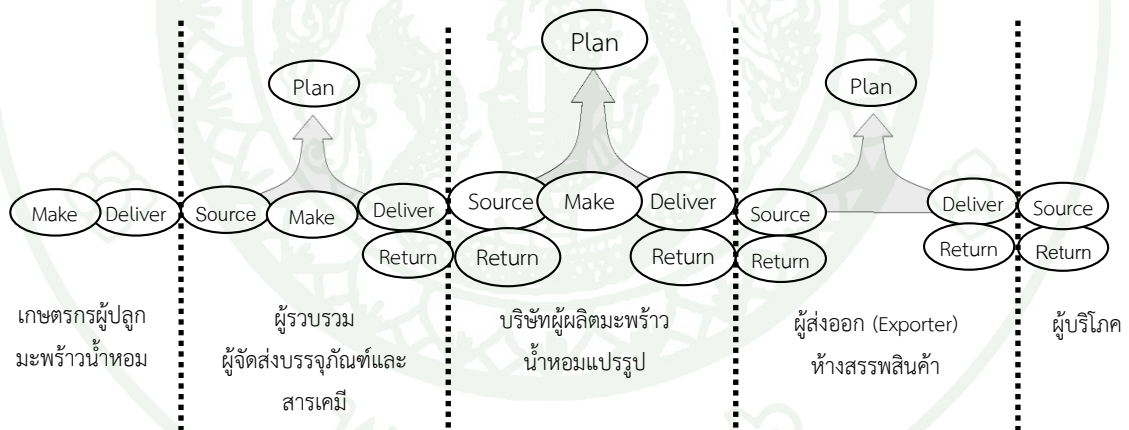 Plan
Plan
Plan
Make Deliver Source Make Deliver Source Make Deliver Source Deliver Source
Return Return Return Return Return Return
เกษตรกรผู้ปลูก
มะพร้าวน้ำหอม
ผู้รวบรวม
ผู้จัดส่งบรรจุภัณฑ์และ
สารเคมี
บริษัทผู้ผลิตมะพร้าว
น้ำหอมแปรรูป
ผู้ส่งออก (Exporter)
ห้างสรรพสินค้า
ผู้บริโภค